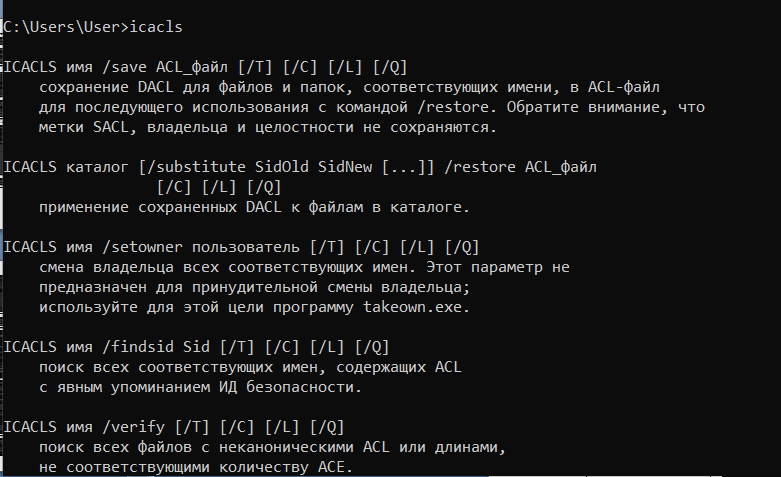 C:\Users\User>icacls
ICACLS имя /save ACL_файл [/T] [/C] [/L] [/Q]
сохранение DACL для файлов и папок, соответствующих имени, в ACL-файл
для последующего использования с командой /restore. Обратите внимание, что
метки SACL, владельца и целостности не сохраняются.
ICACLS каталог [/substitute SidOld SidNew [...]] /restore ACL_файл
[/C] [/L] [/Q]
применение сохраненных DACL к файлам в каталоге.
ICACLS имя /setowner пользователь [/T] [/C] [/L] [/Q]
смена владельца всех соответствующих имен. Этот параметр не
предназначен для принудительной смены владельца;
используйте для этой цели программу takeown.exe.
ICACLS имя /findsid Sid [/T] [/C] [/L] [/Q]
поиск всех соответствующих имен, содержащих ACL
с явным упоминанием ИД безопасности.
ICACLS имя /verify [/T] [/C] [/L] [/Q]
поиск всех файлов с неканоническими ACL или длинами,
не соответствующими количеству ACE.